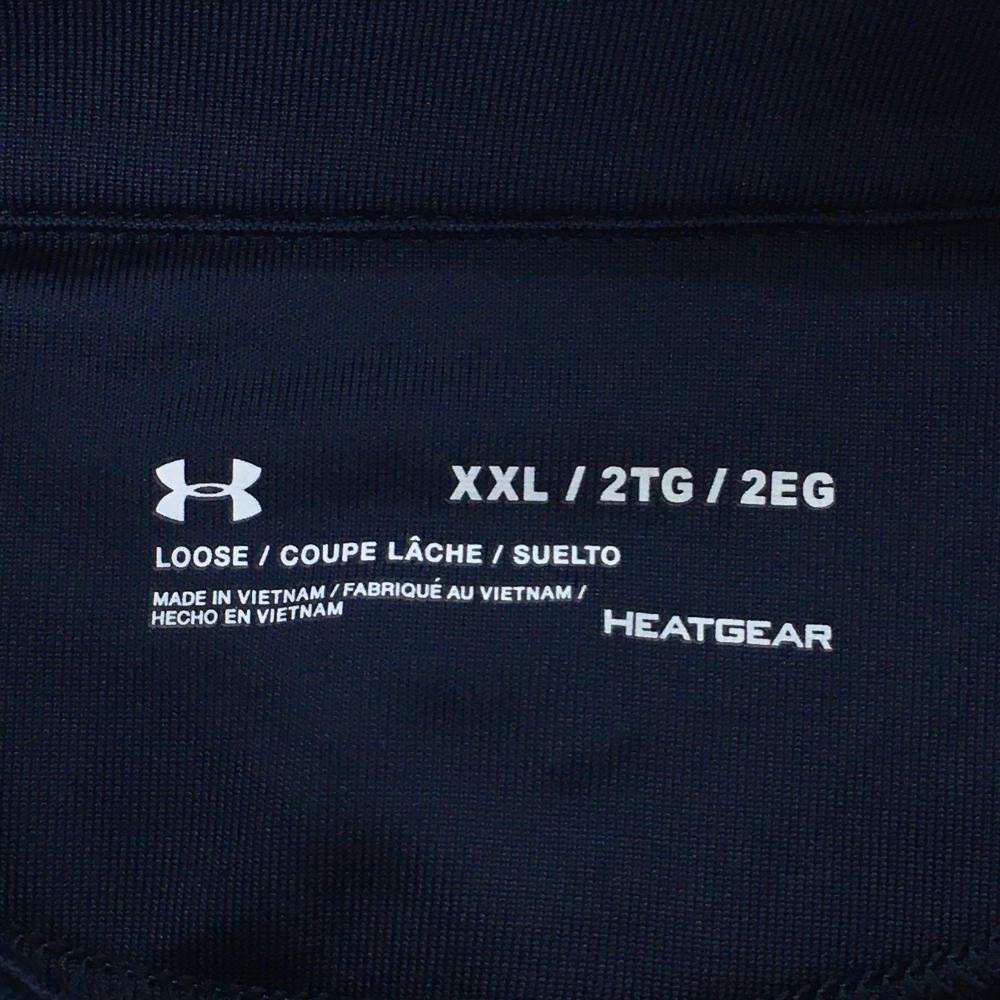 XXL / 2TG / 2EG
LOOSE / COUPE LÂCHE / SUELTO
MADE IN VIETNAM / FABRIQUÉ AU VIETNAM /
HECHO EN VIETNAM
HEATGEAR